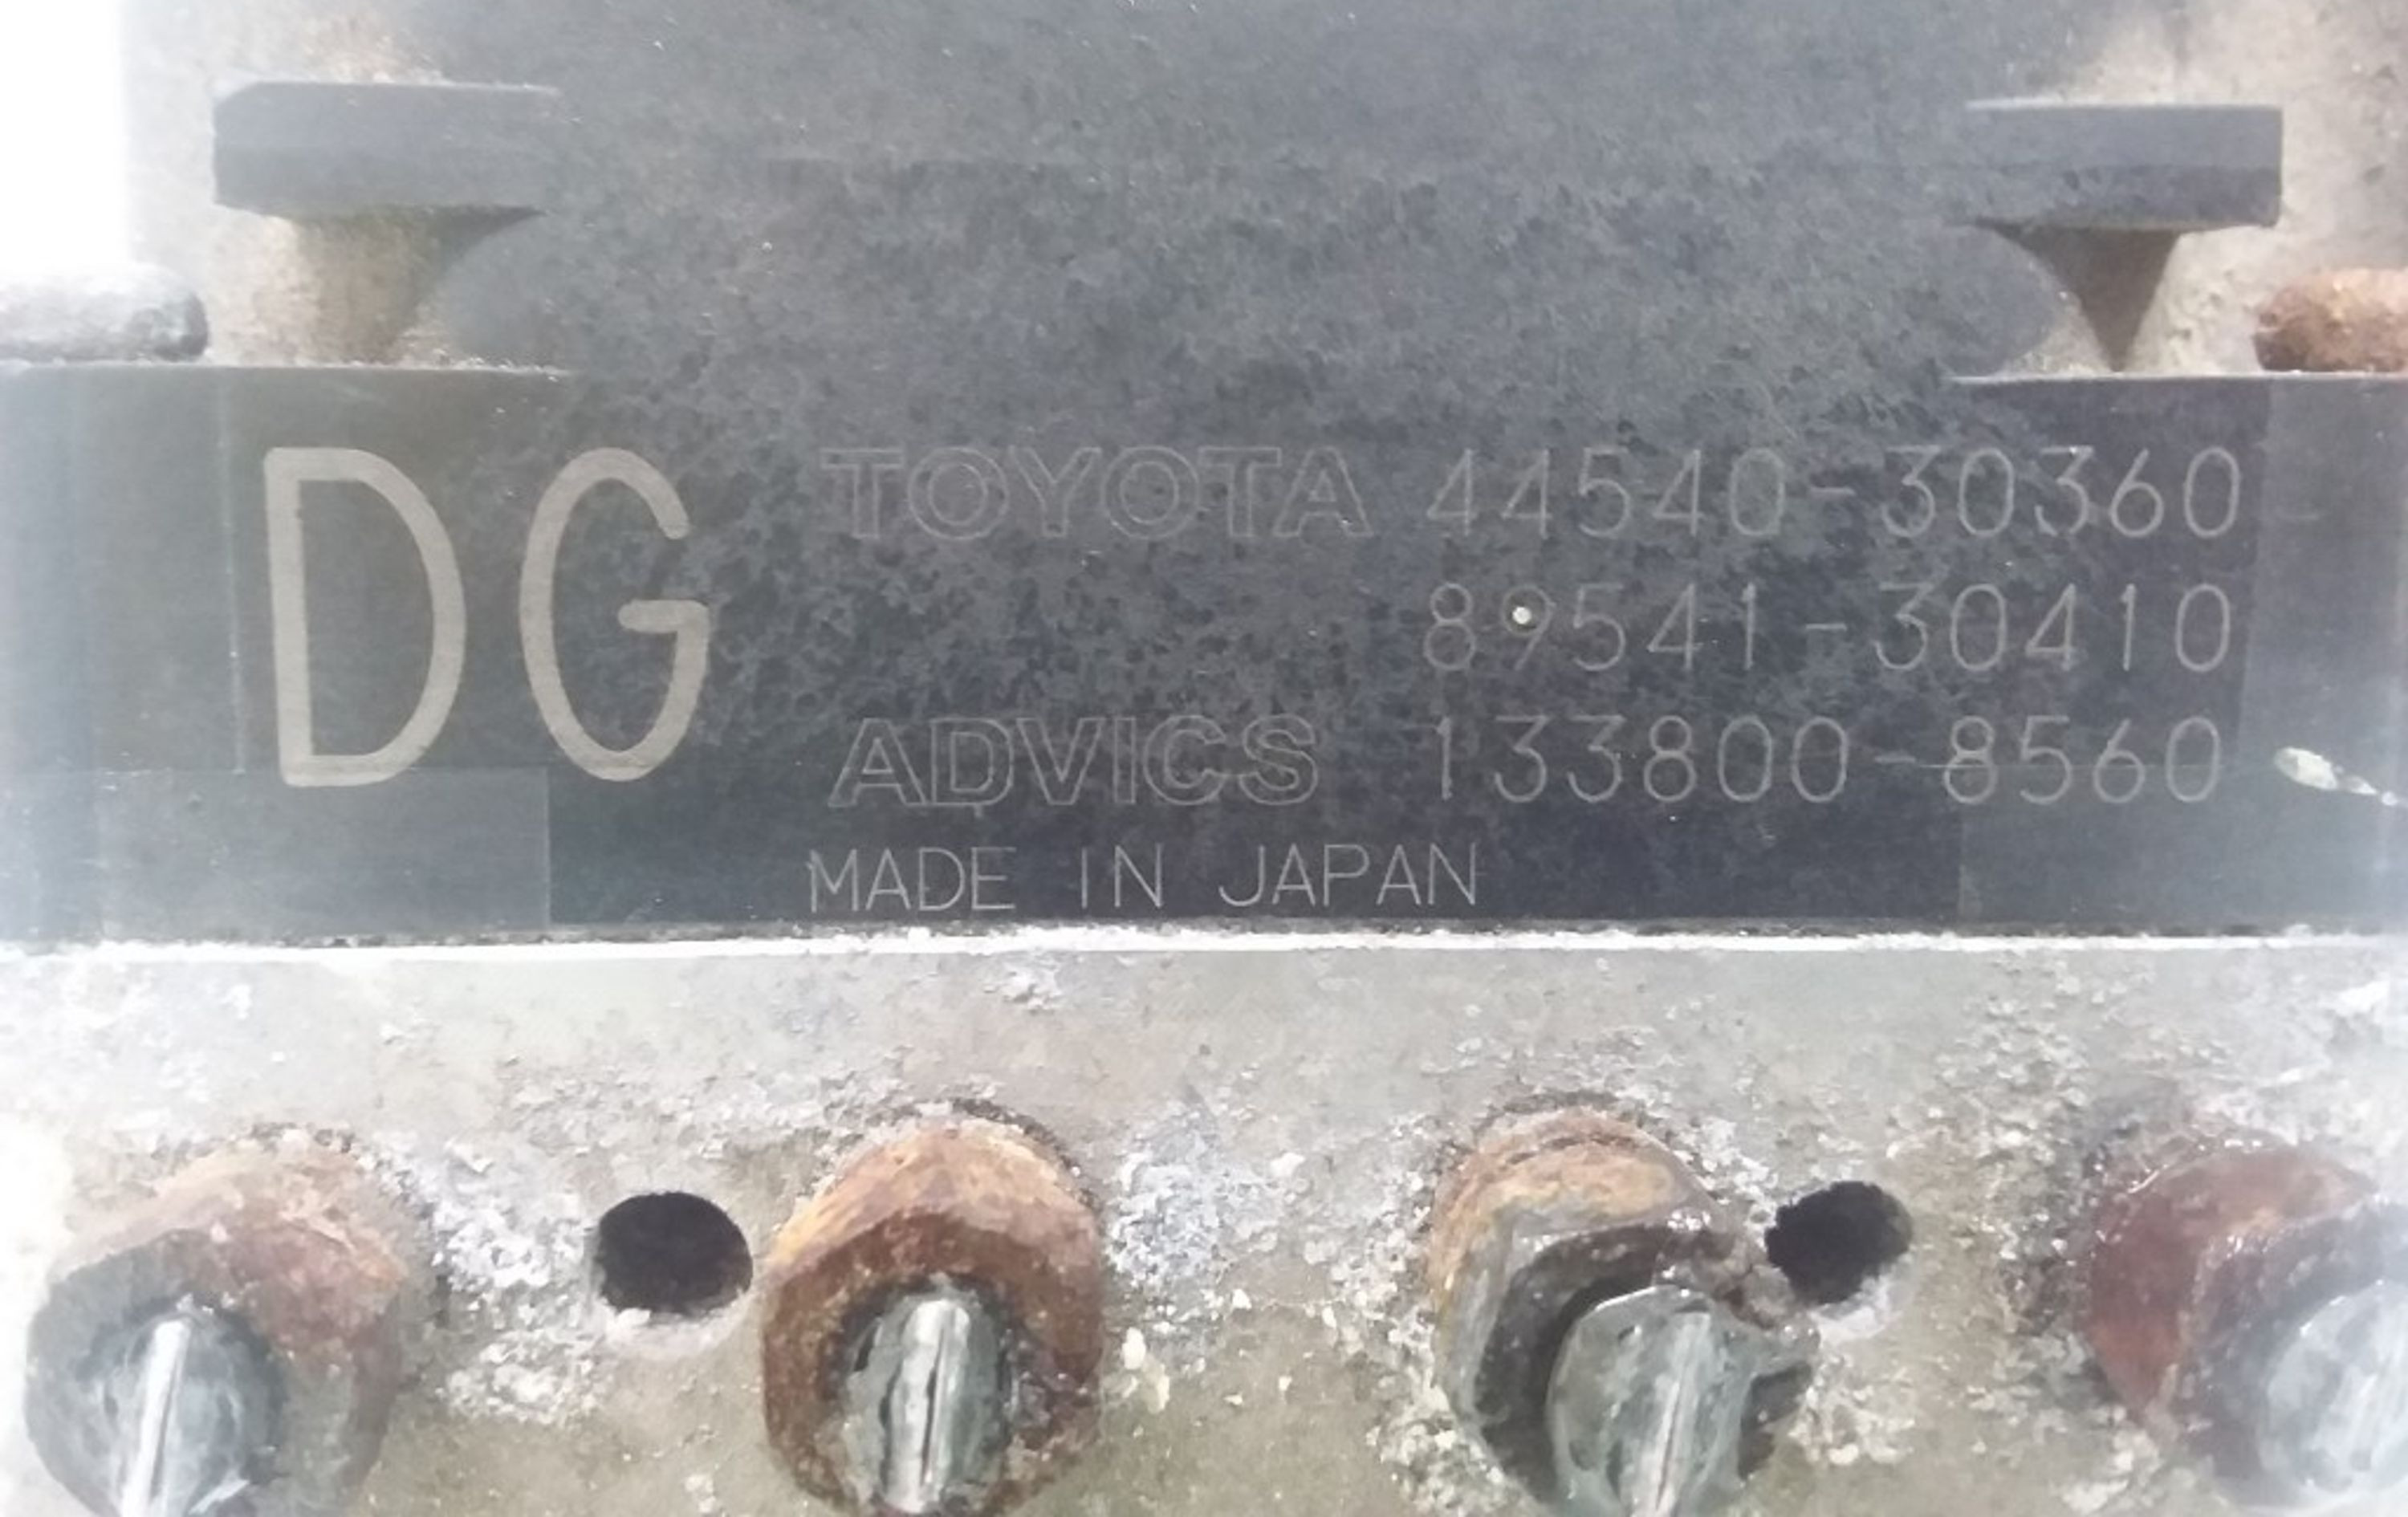 DG
TOYOTA 44540-30360
89541-30410
ADVICS 133800-8560
MADE IN JAPAN